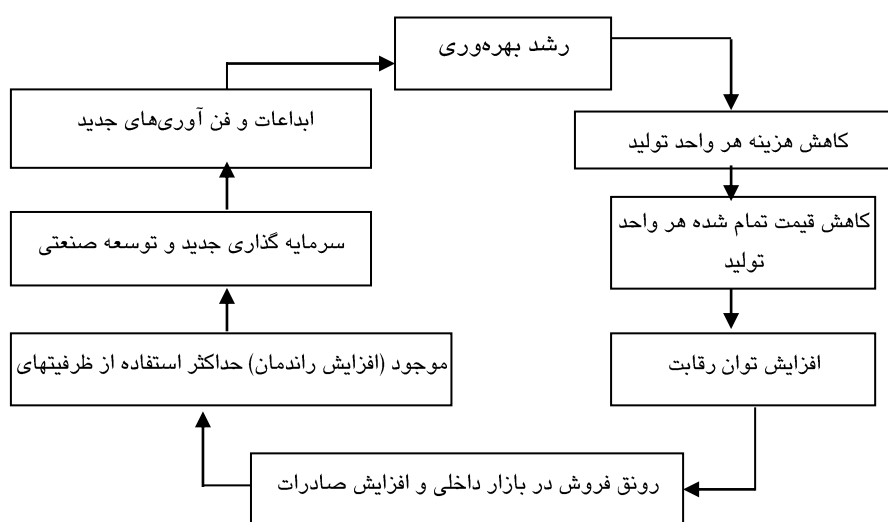 رشد بهره‌وری
کاهش هزینه هر واحد تولید
کاهش قیمت تمام شده هر واحد
تولید
افزایش توان رقابت
رونق فروش در بازار داخلی و افزایش صادرات
موجود (افزایش راندمان) حداکثر استفاده از ظرفیتهای
سرمایه گذاری جدید و توسعه صنعتی
ابداعات و فن آوری‌های جدید